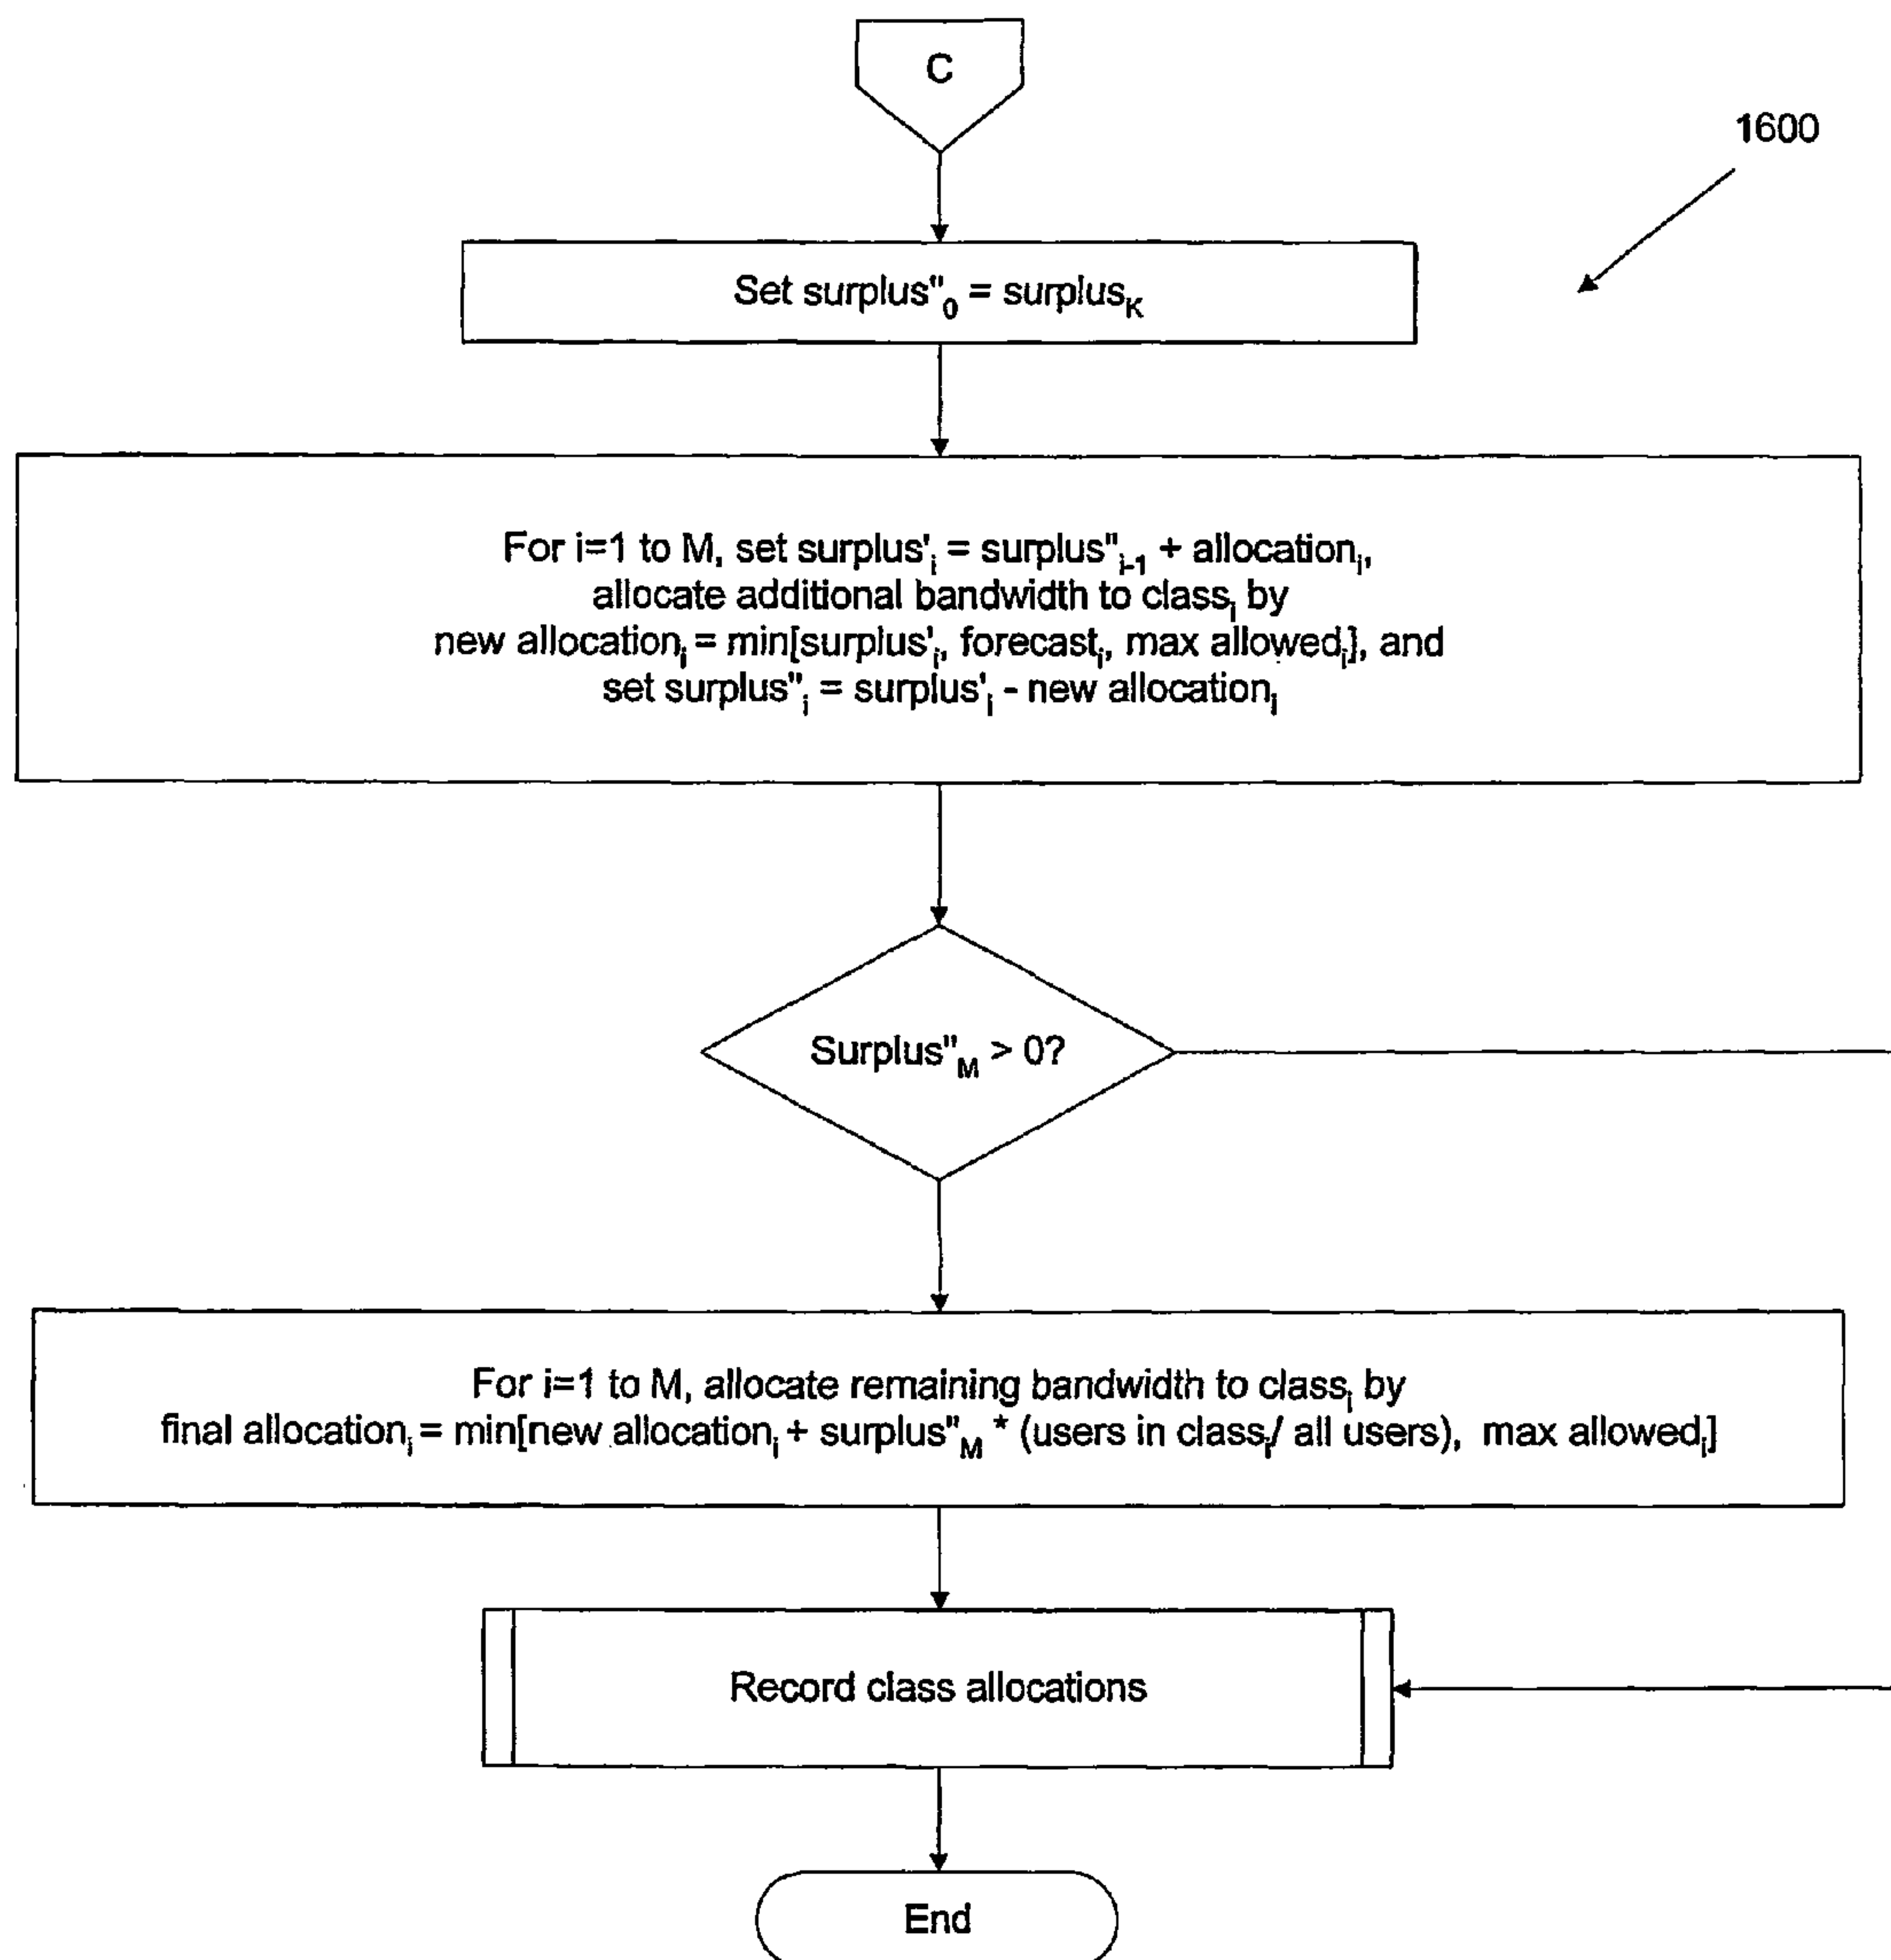 C
1600
Set surplus"0 = surplusK
For i=1 to M, set surplus'i = surplus"i-1 + allocationi,
allocate additional bandwidth to classi by
new allocationi = min[surplus'i, forecasti, max allowedi], and
set surplus"i = surplus'i - new allocationi
Surplus"M > 0?
For i=1 to M, allocate remaining bandwidth to classi by
final allocationi = min[new allocationi + surplus"M * (users in classi/ all users), max allowedi]
Record class allocations
End